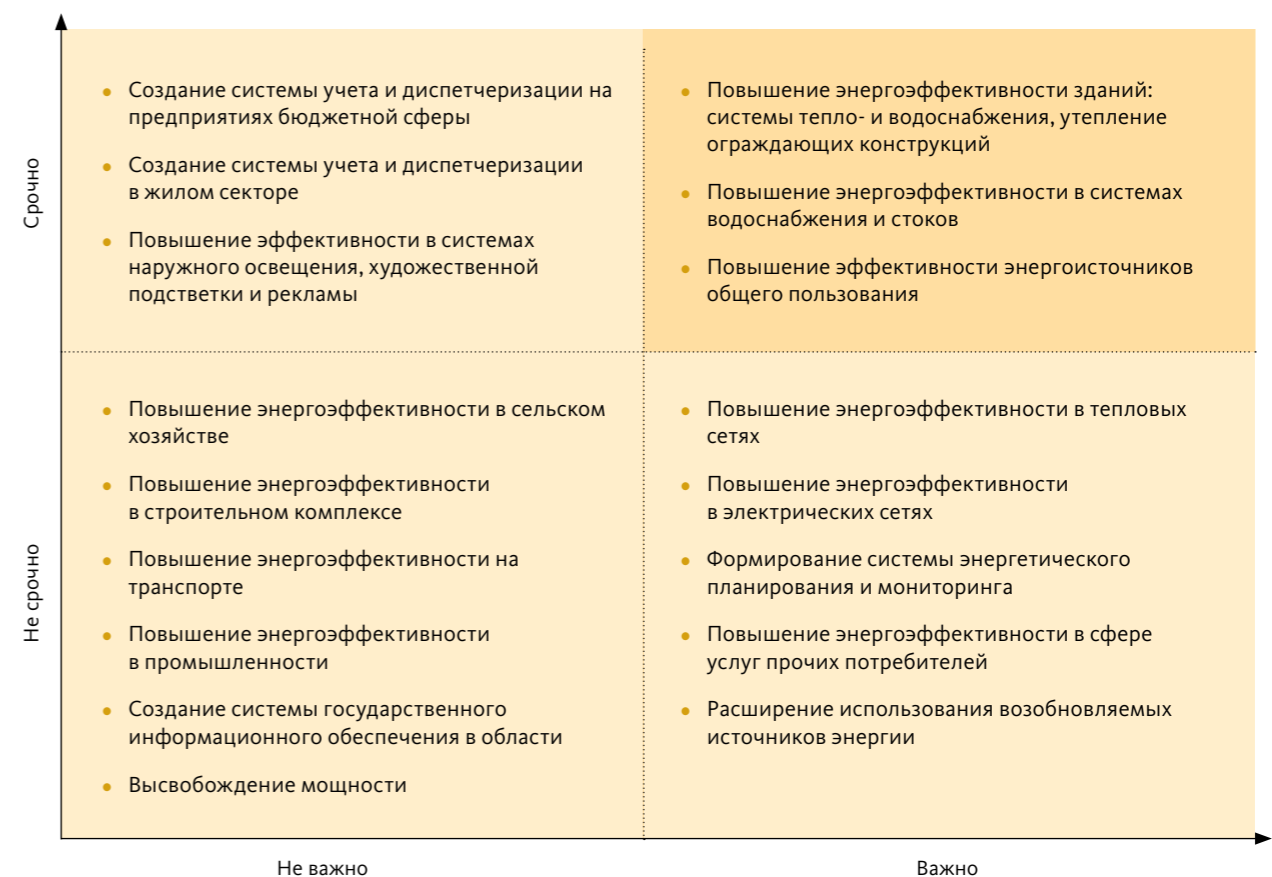 Срочно
• Создание системы учета и диспетчеризации на
предприятиях бюджетной сферы
• Создание системы учета и диспетчеризации
в жилом секторе
• Повышение эффективности в системах
наружного освещения, художественной
подстветки и рекламы
• Повышение энергоэффективности зданий:
системы тепло- и водоснабжения, утепление
ограждающих конструкций
• Повышение энергоэффективности в системах
водоснабжения и стоков
• Повышение эффективности энергоисточников
общего пользования
Не срочно
• Повышение энергоэффективности в сельском
хозяйстве
• Повышение энергоэффективности
в строительном комплексе
• Повышение энергоэффективности на
транспорте
• Повышение энергоэффективности
в промышленности
• Создание системы государственного
информационного обеспечения в области
• Высвобождение мощности
• Повышение энергоэффективности в тепловых
сетях
• Повышение энергоэффективности
в электрических сетях
• Формирование системы энергетического
планирования и мониторинга
• Повышение энергоэффективности в сфере
услуг прочих потребителей
• Расширение использования возобновляемых
источников энергии
Не важно
Важно